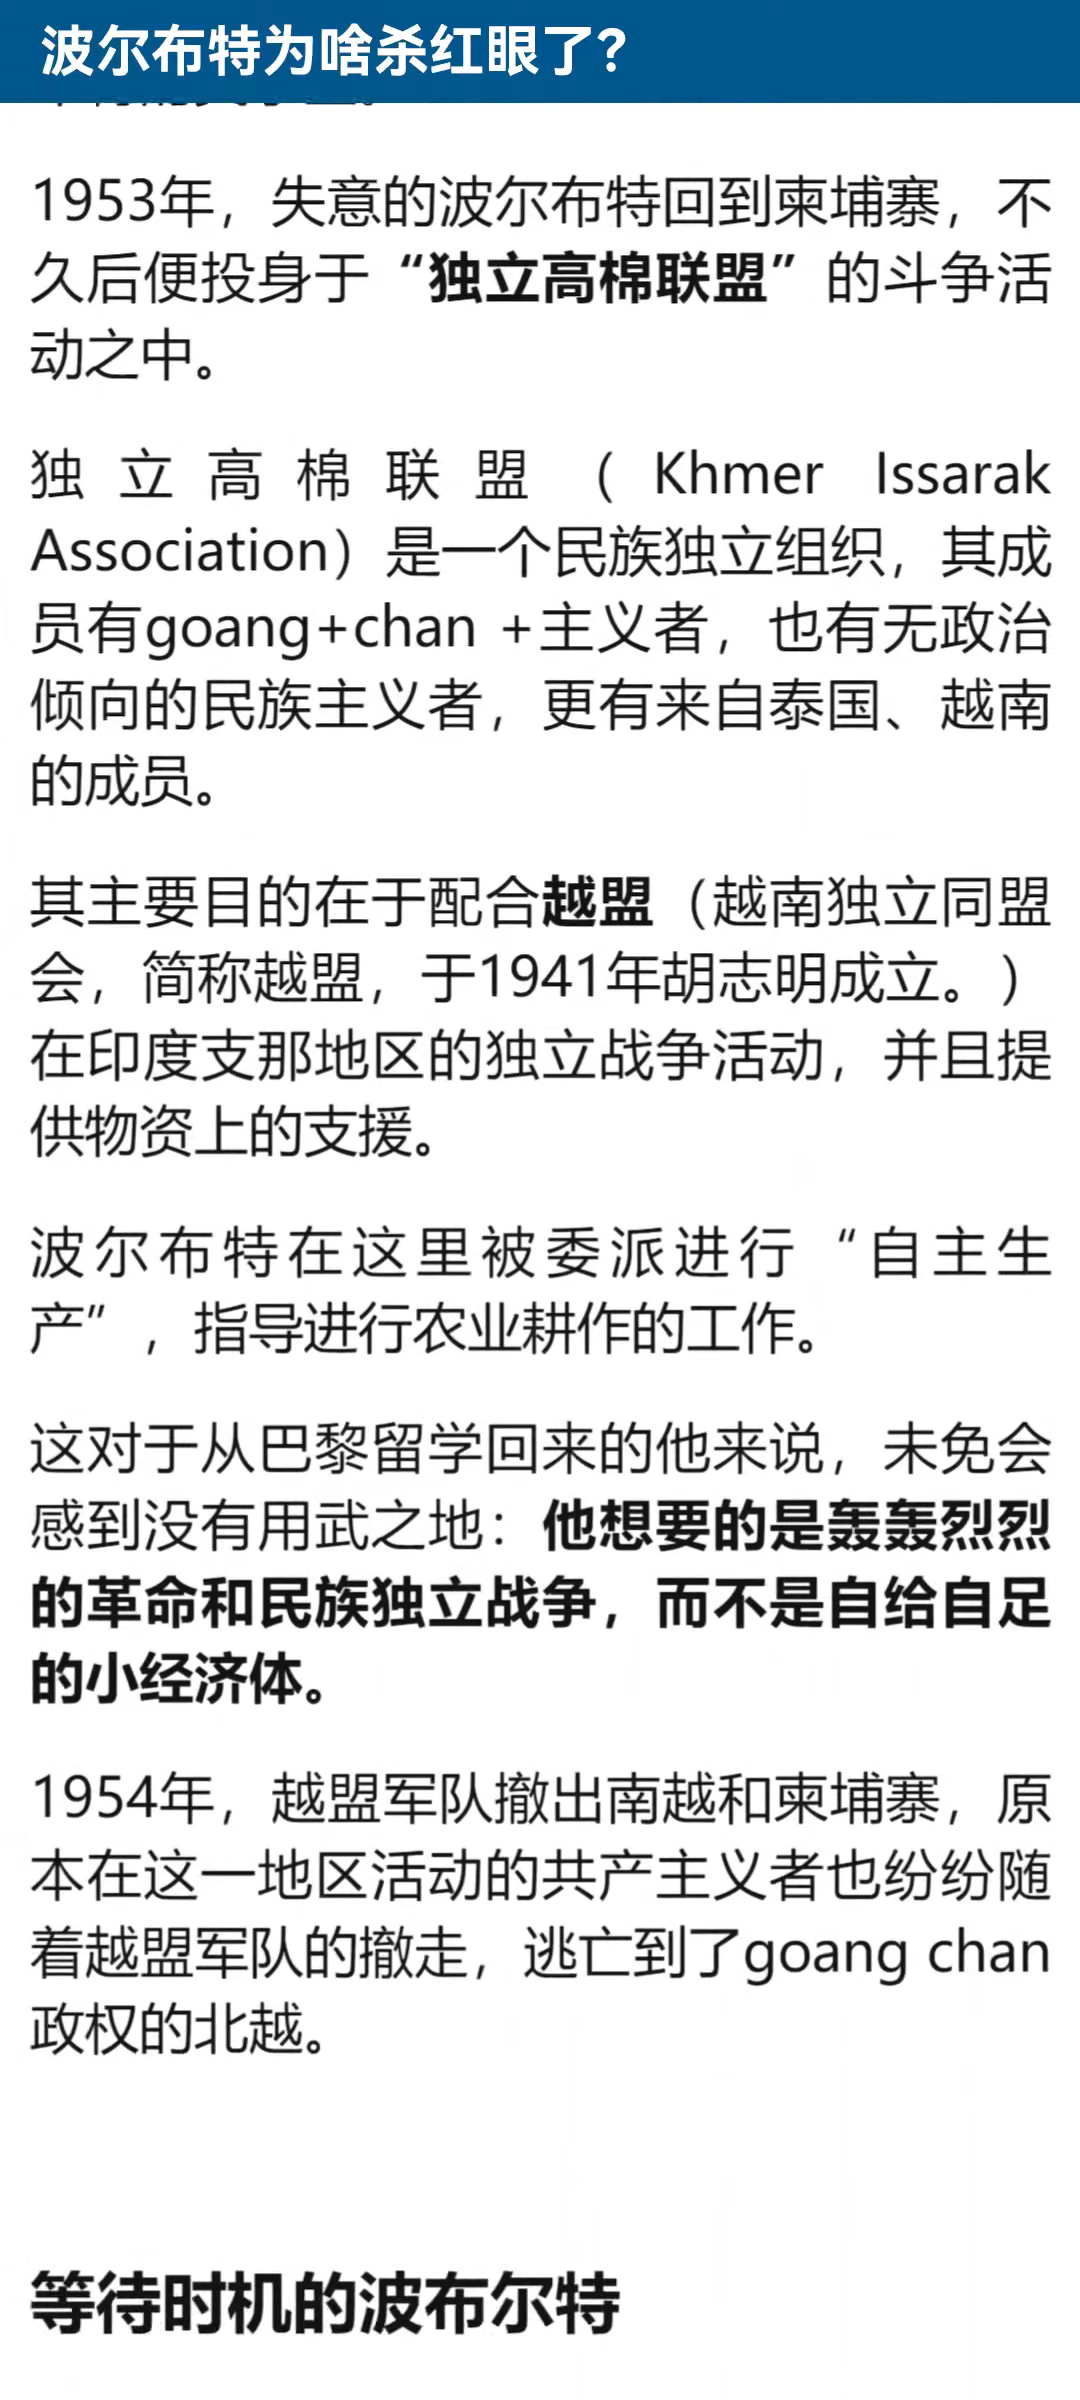 波尔布特为啥杀红眼了？
1953年，失意的波尔布特回到柬埔寨，不
久后便投身于“独立高棉联盟”的斗争活
动之中。
独立高棉联盟（Khmer Issarak
Association）是一个民族独立组织，其成
员有goang+chan +主义者，也有无政治
倾向的民族主义者，更有来自泰国、越南
的成员。
其主要目的在于配合越盟（越南独立同盟
会，简称越盟，于1941年胡志明成立。）
在印度支那地区的独立战争活动，并且提
供物资上的支援。
波尔布特在这里被委派进行“自主生
产”，指导进行农业耕作的工作。
这对于从巴黎留学回来的他来说，未免会
感到没有用武之地：他想要的是轰轰烈烈
的革命和民族独立战争，而不是自给自足
的小经济体。
1954年，越盟军队撤出南越和柬埔寨，原
本在这一地区活动的共产主义者也纷纷随
着越盟军队的撤走，逃亡到了goang chan
政权的北越。
等待时机的波布尔特